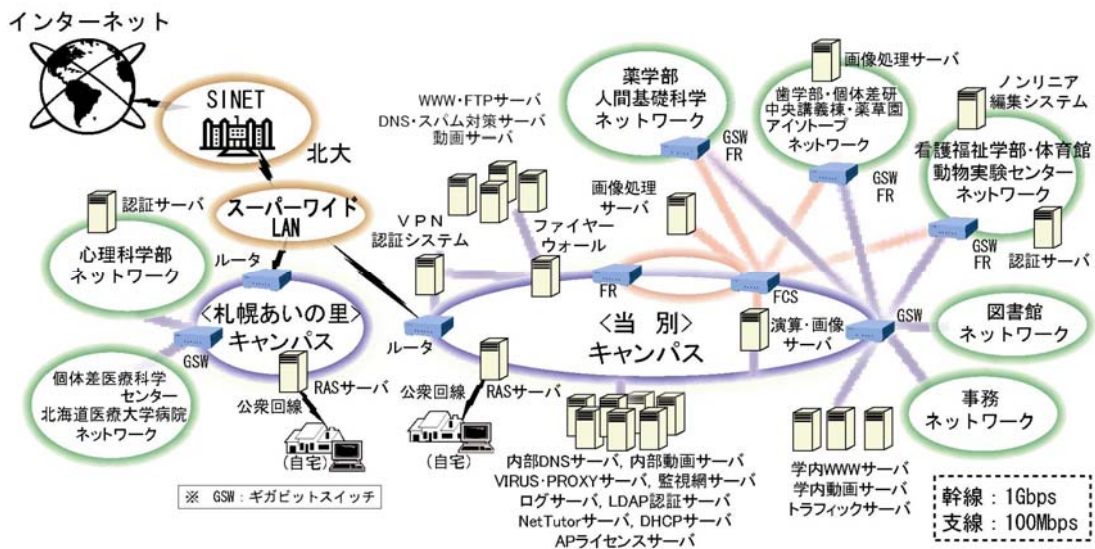 インターネット
SINET
北大
スーパーワイド
LAN
認証サーバ
心理科学部
ネットワーク
ルータ
<札幌あいの里>
キャンパス
GSW
個体差医療科学
センター
北海道医療大学病院
ネットワーク
RASサーバ
公衆回線
(自宅)
※ GSW：ギガビットスイッチ
WWW・FTPサーバ
DNS・スパム対策サーバ
動画サーバ
VPN
認証システム
ファイヤー
ウォール
ルータ
公衆回線
RASサーバ
(自宅)
薬学部
人間基礎科学
ネットワーク
GSW
FR
画像処理
サーバ
FR
FCS
<当 別>
キャンパス
演算・画像
サーバ
内部DNSサーバ, 内部動画サーバ
VIRUS・PROXYサーバ, 監視網サーバ
ログサーバ, LDAP認証サーバ
NetTutorサーバ, DHCPサーバ
APライセンスサーバ
画像処理サーバ
歯学部・個体差研
中央講義棟・薬草園
アイソトープ
ネットワーク
GSW
FR
ノンリニア
編集システム
看護福祉学部・体育館
動物実験センター
ネットワーク
GSW
FR
認証サーバ
GSW
図書館
ネットワーク
事務
ネットワーク
学内WWWサーバ
学内動画サーバ
トラフィックサーバ
幹線：1Gbps
支線：100Mbps